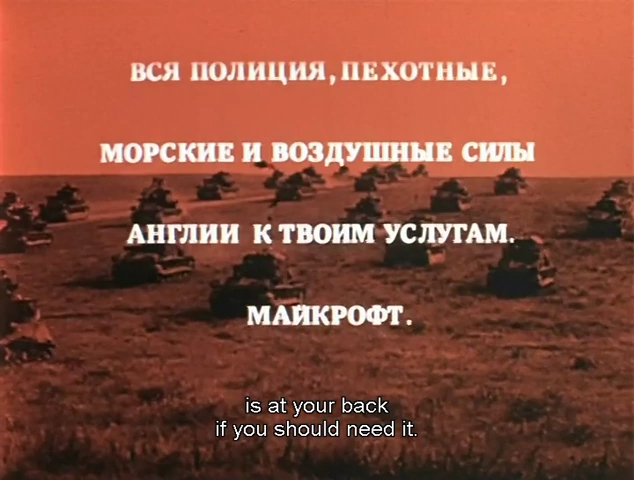 ВСЯ ПОЛИЦИЯ, ПЕХОТНЫЕ,
МОРСКИЕ И ВОЗДУШНЫЕ СИЛЫ
АНГЛИИ К ТВОИМ УСЛУГАМ.
МАЙКРОФТ.
is at your back
if you should need it.